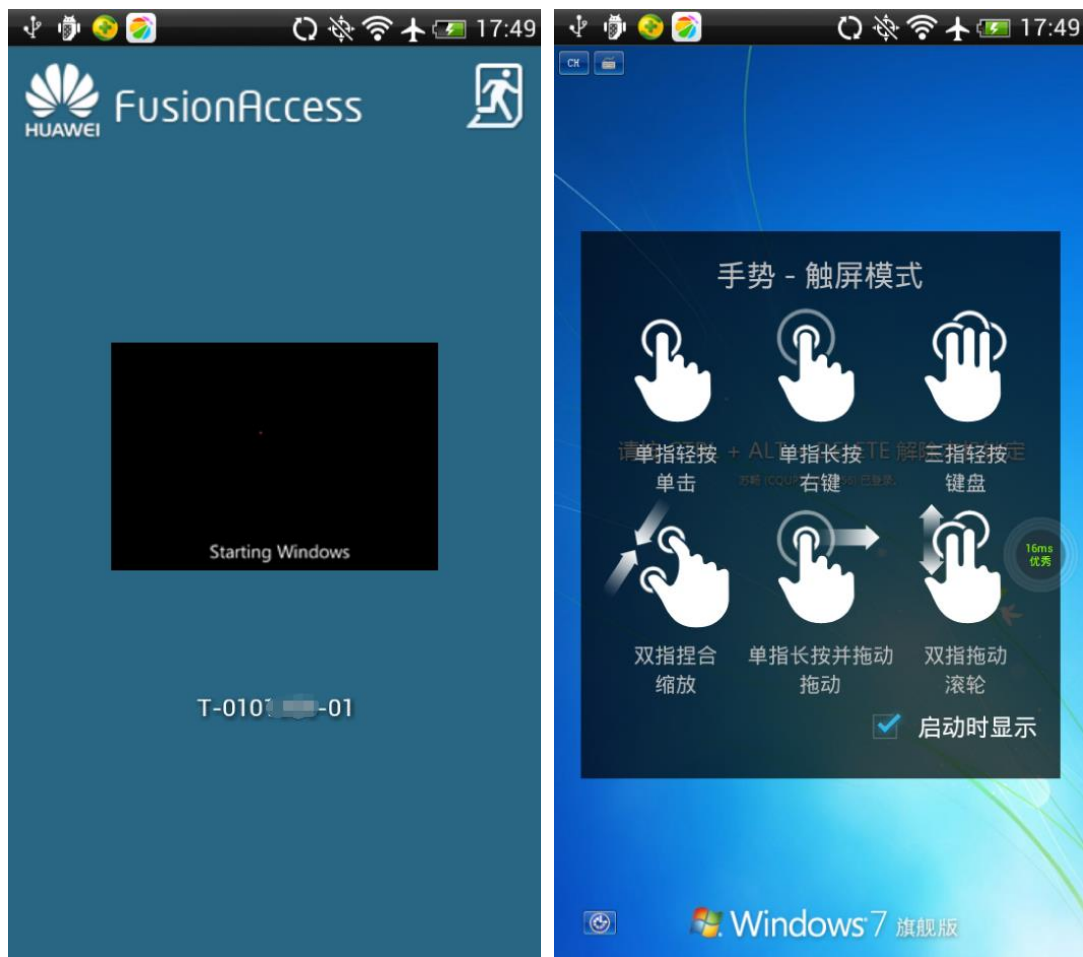 17:49
HUAWEI
FusionAccess
Starting Windows
T-010
-01
17:49
CH
手势 - 触屏模式
单指轻按
单击
单指长按
右键
三指轻按
键盘
16ms
优秀
双指捏合
缩放
单指长按并拖动
拖动
双指拖动
滚轮
启动时显示
Windows 7 旗舰版